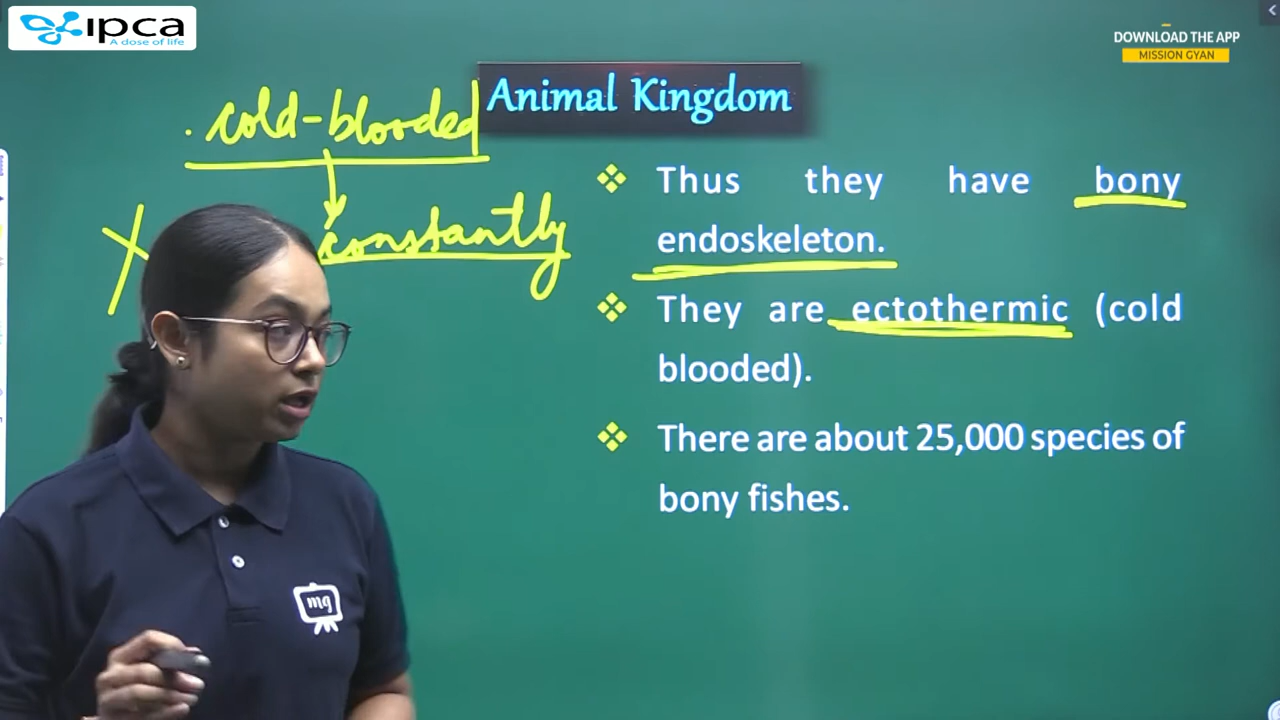 ipca
A dose of life
DOWNLOAD THE APP
MISSION GYAN
Animal Kingdom
. cold-blooded
constantly
Thus they have bony
endoskeleton.
They are ectothermic (cold
blooded).
There are about 25,000 species of
bony fishes.
mg